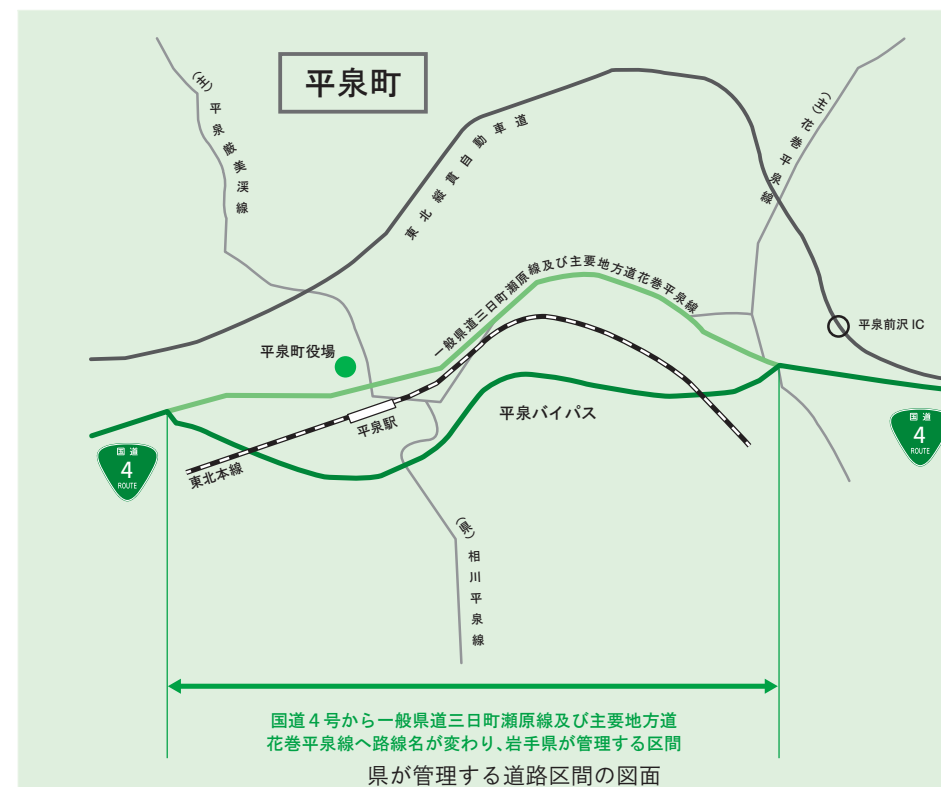 平泉町
(主)平泉厳美渓線
東北縦貫自動車道
(主)花巻平泉線
一般県道三日町瀬原線及び主要地方道花巻平泉線
平泉前沢IC
平泉町役場
平泉駅
平泉バイパス
国道
4
ROUTE
国道
4
ROUTE
東北本線
(県)相川平泉線
国道4号から一般県道三日町瀬原線及び主要地方道
花巻平泉線へ路線名が変わり、岩手県が管理する区間
県が管理する道路区間の図面